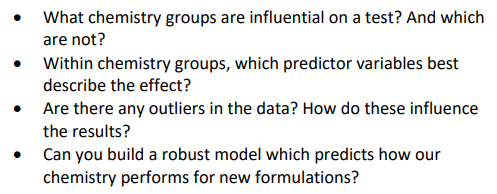 • What chemistry groups are influential on a test? And which
are not?
• Within chemistry groups, which predictor variables best
describe the effect?
• Are there any outliers in the data? How do these influence
the results?
• Can you build a robust model which predicts how our
chemistry performs for new formulations?